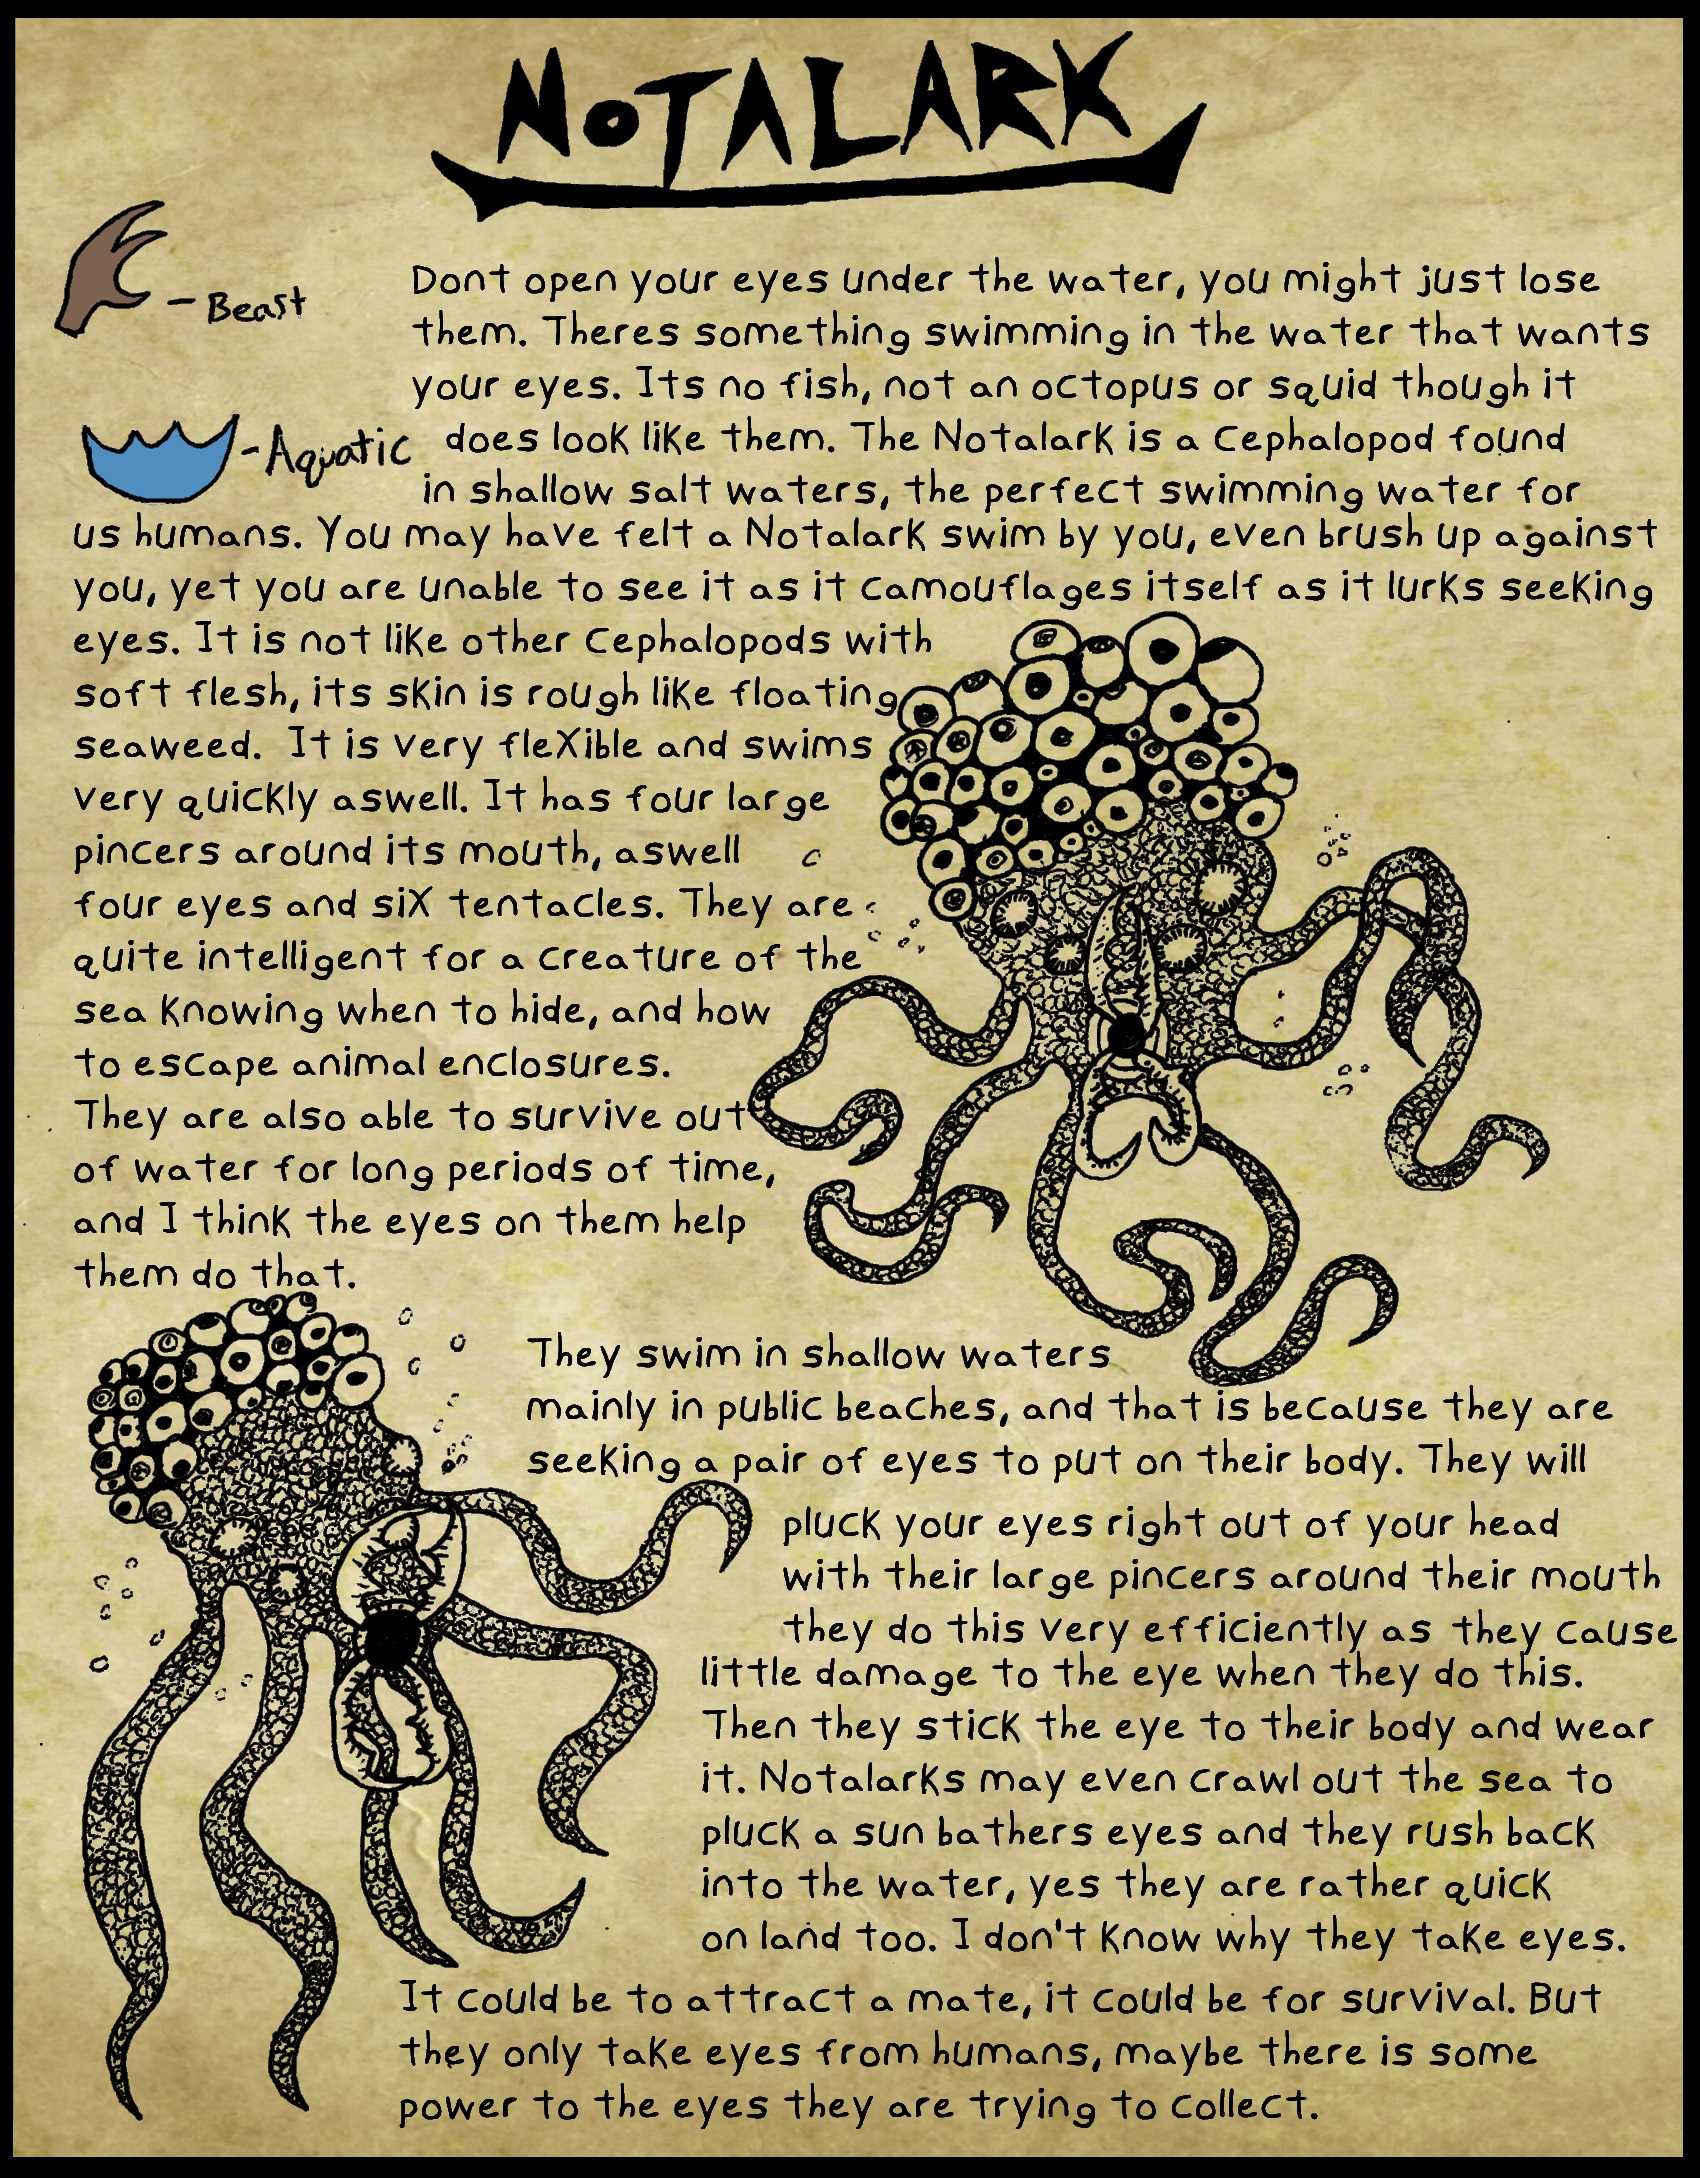 NOTALARK
- Beast
Dont open your eyes under the water, you might just lose
them. Theres something swimming in the water that wants
your eyes. Its no fish, not an octopus or squid though it
- Aquatic
does look like them. The Notalark is a Cephalopod found
in shallow salt waters, the perfect swimming water for
us humans. You may have felt a Notalark swim by you, even brush up against
you, yet you are unable to see it as it camouflages itself as it lurks seeking
eyes. It is not like other Cephalopods with
soft flesh, its skin is rough like floating
seaweed. It is very flexible and swims
very quickly aswell. It has four large
pincers around its mouth, aswell
four eyes and six tentacles. They are
quite intelligent for a creature of the
sea knowing when to hide, and how
to escape animal enclosures.
They are also able to survive out
of water for long periods of time,
and I think the eyes on them help
them do that.
They swim in shallow waters
mainly in public beaches, and that is because they are
seeking a pair of eyes to put on their body. They will
pluck your eyes right out of your head
with their large pincers around their mouth
they do this very efficiently as they cause
little damage to the eye when they do this.
Then they stick the eye to their body and wear
it. Notalarks may even crawl out the sea to
pluck a sun bathers eyes and they rush back
into the water, yes they are rather quick
on land too. I don't know why they take eyes.
It could be to attract a mate, it could be for survival. But
they only take eyes from humans, maybe there is some
power to the eyes they are trying to collect.